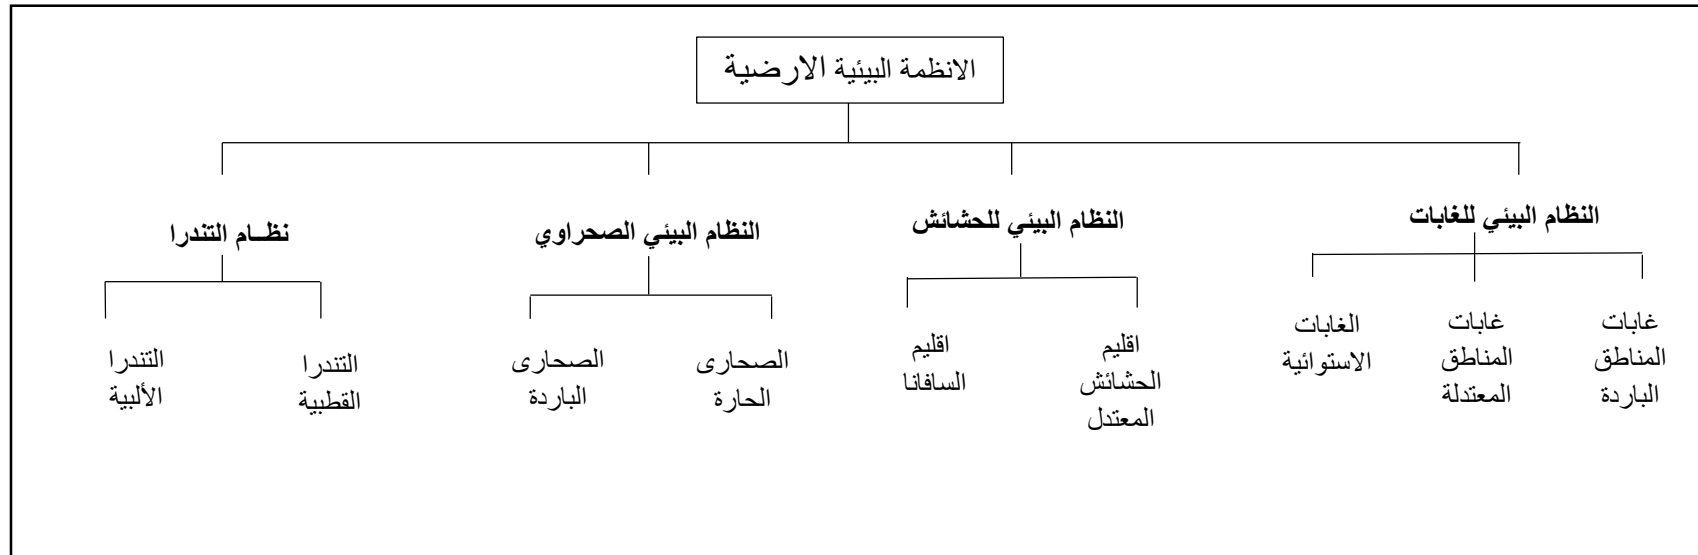 الانظمة البيئية الارضية
النظام البيئي للغابات
النظام البيئي للحشائش
النظام البيئي الصحراوي
نظــام التندرا
غابات
المناطق
الباردة
غابات
المناطق
المعتدلة
الغابات
الاستوائية
اقليم
الحشائش
المعتدل
اقليم
السافانا
الصحارى
الحارة
الصحارى
الباردة
التندرا
القطبية
التندرا
الألبية